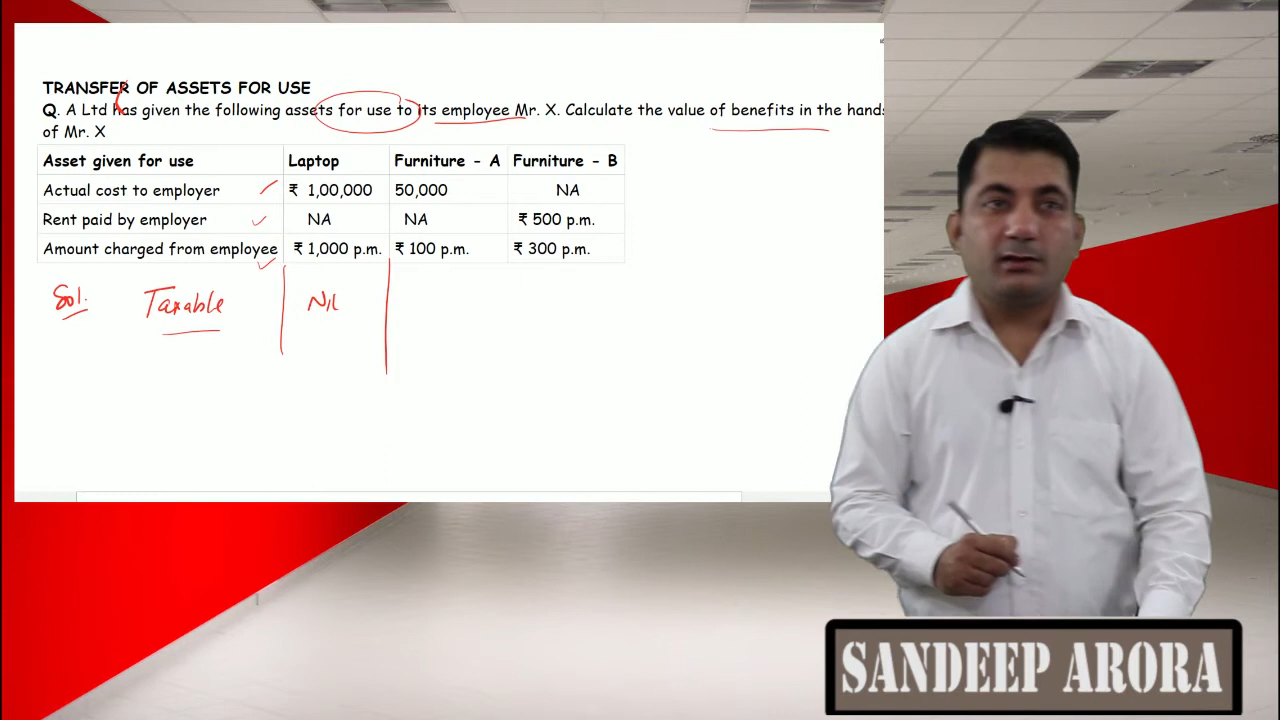 TRANSFER OF ASSETS FOR USE
Q. A Ltd has given the following assets for use to its employee Mr. X. Calculate the value of benefits in the hands
of Mr. X
Asset given for use Laptop Furniture - A Furniture - B
Actual cost to employer ₹ 1,00,000 50,000 NA
Rent paid by employer NA NA ₹ 500 p.m.
Amount charged from employee ₹ 1,000 p.m. ₹ 100 p.m. ₹ 300 p.m.
Sol. Taxable Nil
SANDEEP ARORA